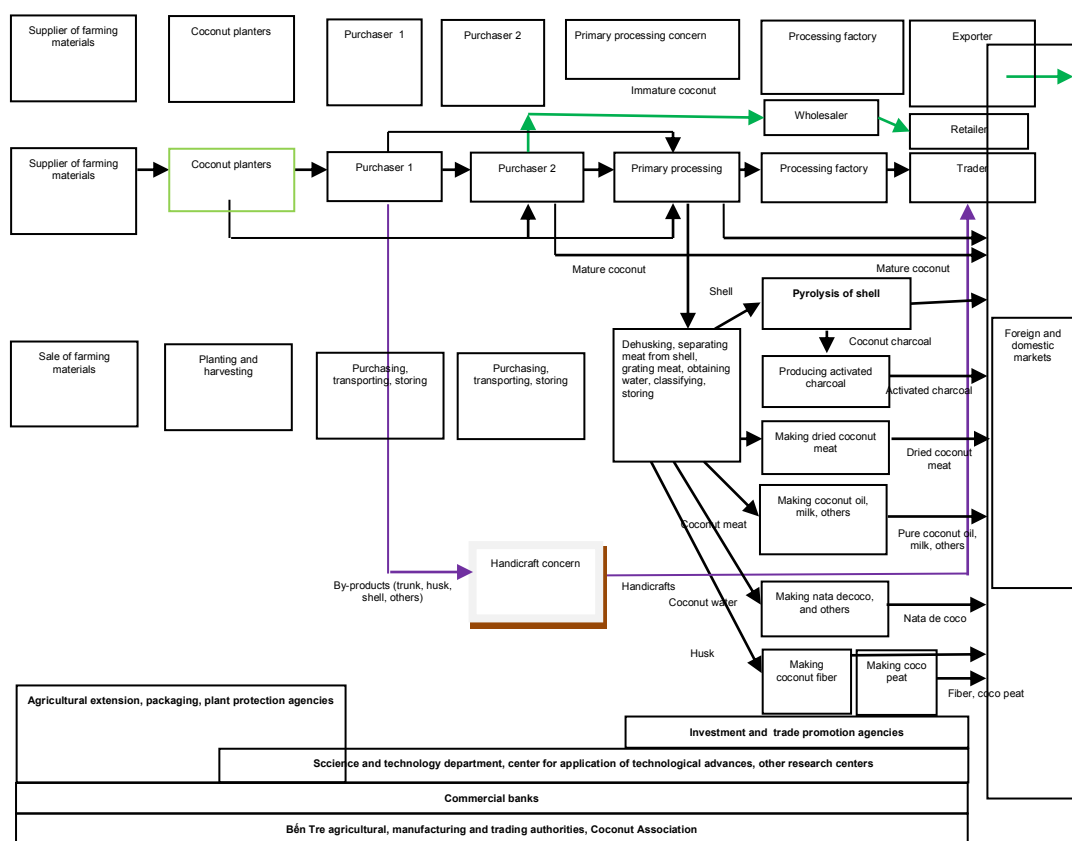 Supplier of farming
materials
Coconut planters
Purchaser 1
Purchaser 2
Primary processing concern
Processing factory
Exporter
Immature coconut
Wholesaler
Retailer
Supplier of farming
materials
Coconut planters
Purchaser 1
Purchaser 2
Primary processing
Processing factory
Trader
Mature coconut
Mature coconut
Shell
Pyrolysis of shell
Coconut charcoal
Sale of farming
materials
Planting and
harvesting
Purchasing,
transporting, storing
Purchasing,
transporting, storing
Dehusking, separating
meat from shell,
grating meat, obtaining
water, classifying,
storing
Producing activated
charcoal
Activated charcoal
Foreign and
domestic
markets
Making dried coconut
meat
Dried coconut
meat
Making coconut oil,
milk, others
Coconut meat
Pure coconut oil,
milk, others
Handicraft concern
By-products (trunk, husk,
shell, others)
Handicrafts
Coconut water
Making nata decoco,
and others
Nata de coco
Husk
Making
coconut fiber
Making coco
peat
Fiber, coco peat
Agricultural extension, packaging, plant protection agencies
Investment and trade promotion agencies
Sccience and technology department, center for application of technological advances, other research centers
Commercial banks
Bến Tre agricultural, manufacturing and trading authorities, Coconut Association